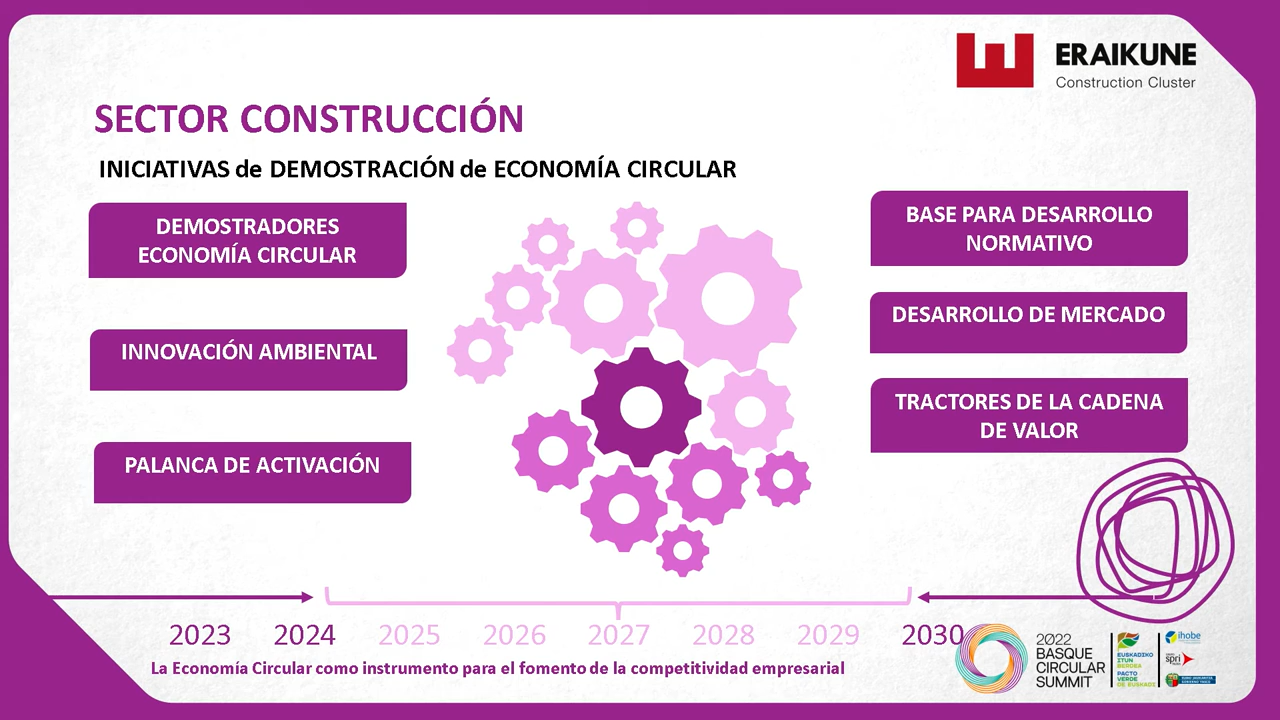 ERAIKUNE
Construction Cluster
SECTOR CONSTRUCCIÓN
INICIATIVAS de DEMOSTRACIÓN de ECONOMÍA CIRCULAR
DEMOSTRADORES
ECONOMÍA CIRCULAR
INNOVACIÓN AMBIENTAL
PALANCA DE ACTIVACIÓN
BASE PARA DESARROLLO
NORMATIVO
DESARROLLO DE MERCADO
TRACTORES DE LA CADENA
DE VALOR
2023 2024 2025 2026 2027 2028 2029 2030
La Economía Circular como instrumento para el fomento de la competitividad empresarial
2022
BASQUE
CIRCULAR
SUMMIT
EUSKADIKO
ITUN
BERDEA
PACTO
VERDE
DE EUSKADI
ihobe
spri